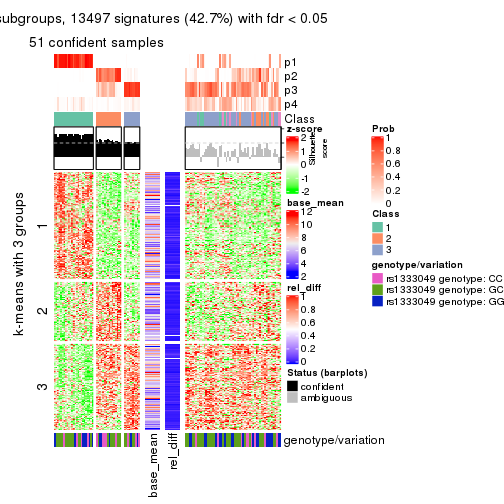 subgroups, 13497 signatures (42.7%) with fdr < 0.05
51 confident samples
p1
p2
p3
p4
Class
z-score
2
1
0
-1
-2
Silhouette score
base_mean
12
10
8
6
4
2
rel_diff
1
0.8
0.6
0.4
0.2
0
Status (barplots)
confident
ambiguous
Prob
1
0.8
0.6
0.4
0.2
0
Class
1
2
3
genotype/variation
rs1333049 genotype: CC
rs1333049 genotype: GC
rs1333049 genotype: GG
k-means with 3 groups
1
2
3
genotype/variation
base_mean
rel_diff